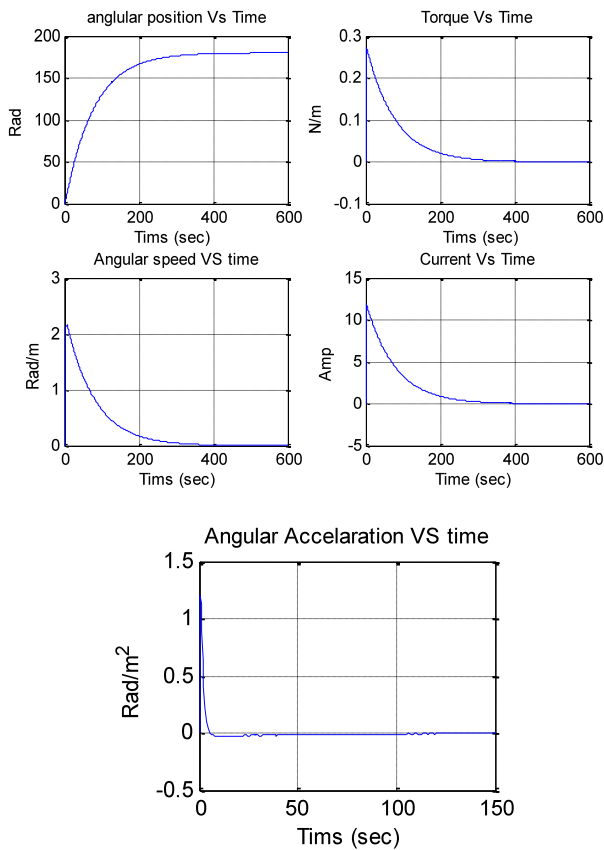 anglular position Vs Time
200
150
100
50
0
0 200 400 600
Rad
Tims (sec)
Torque Vs Time
0.3
0.2
0.1
0
-0.1
0 200 400 600
N/m
Tims (sec)
Angular speed VS time
3
2
1
0
0 200 400 600
Rad/m
Tims (sec)
Current Vs Time
15
10
5
0
-5
0 200 400 600
Amp
Time (sec)
Angular Accelaration VS time
1.5
1
0.5
0
-0.5
0 50 100 150
Rad/m²
Tims (sec)